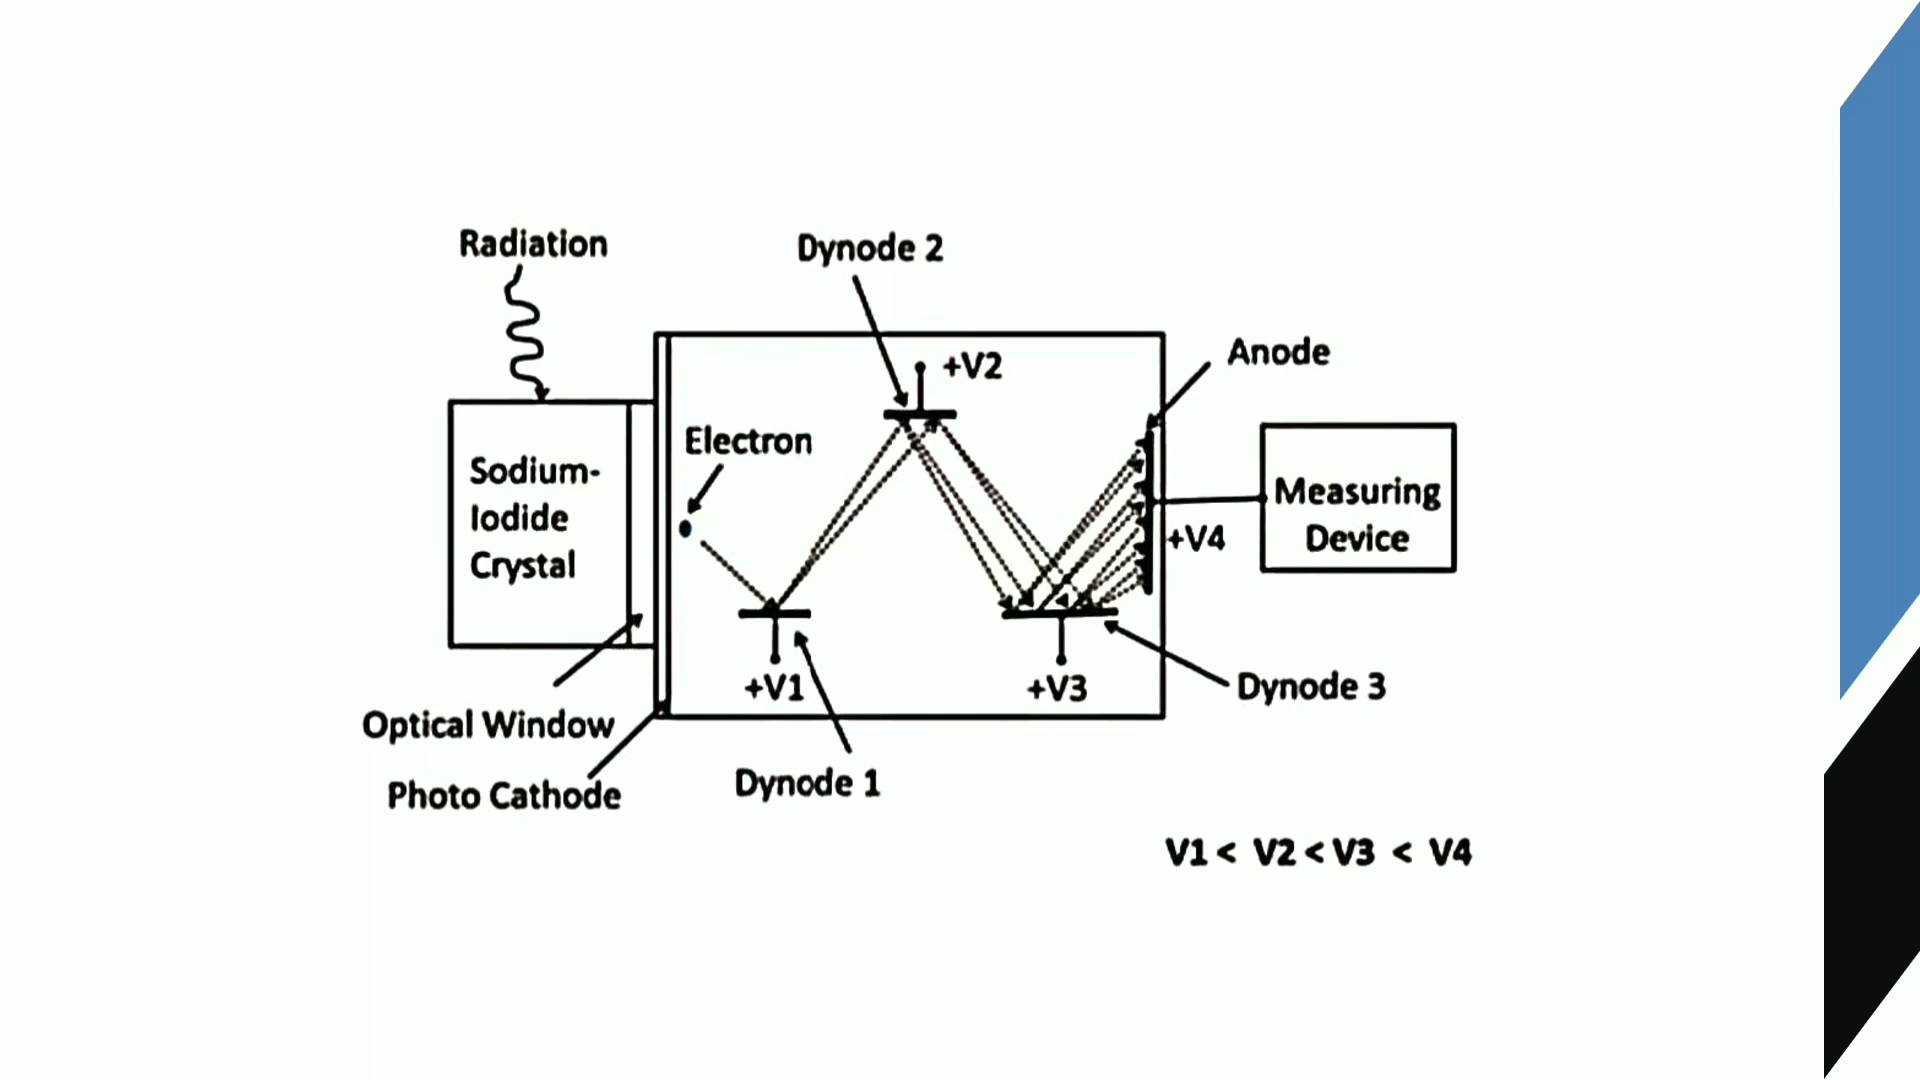 Radiation
Dynode 2
Anode
+V2
Electron
Sodium-
Iodide
Crystal
Measuring
Device
+V4
+V1
+V3
Dynode 3
Optical Window
Photo Cathode
Dynode 1
V1 < V2 < V3 < V4